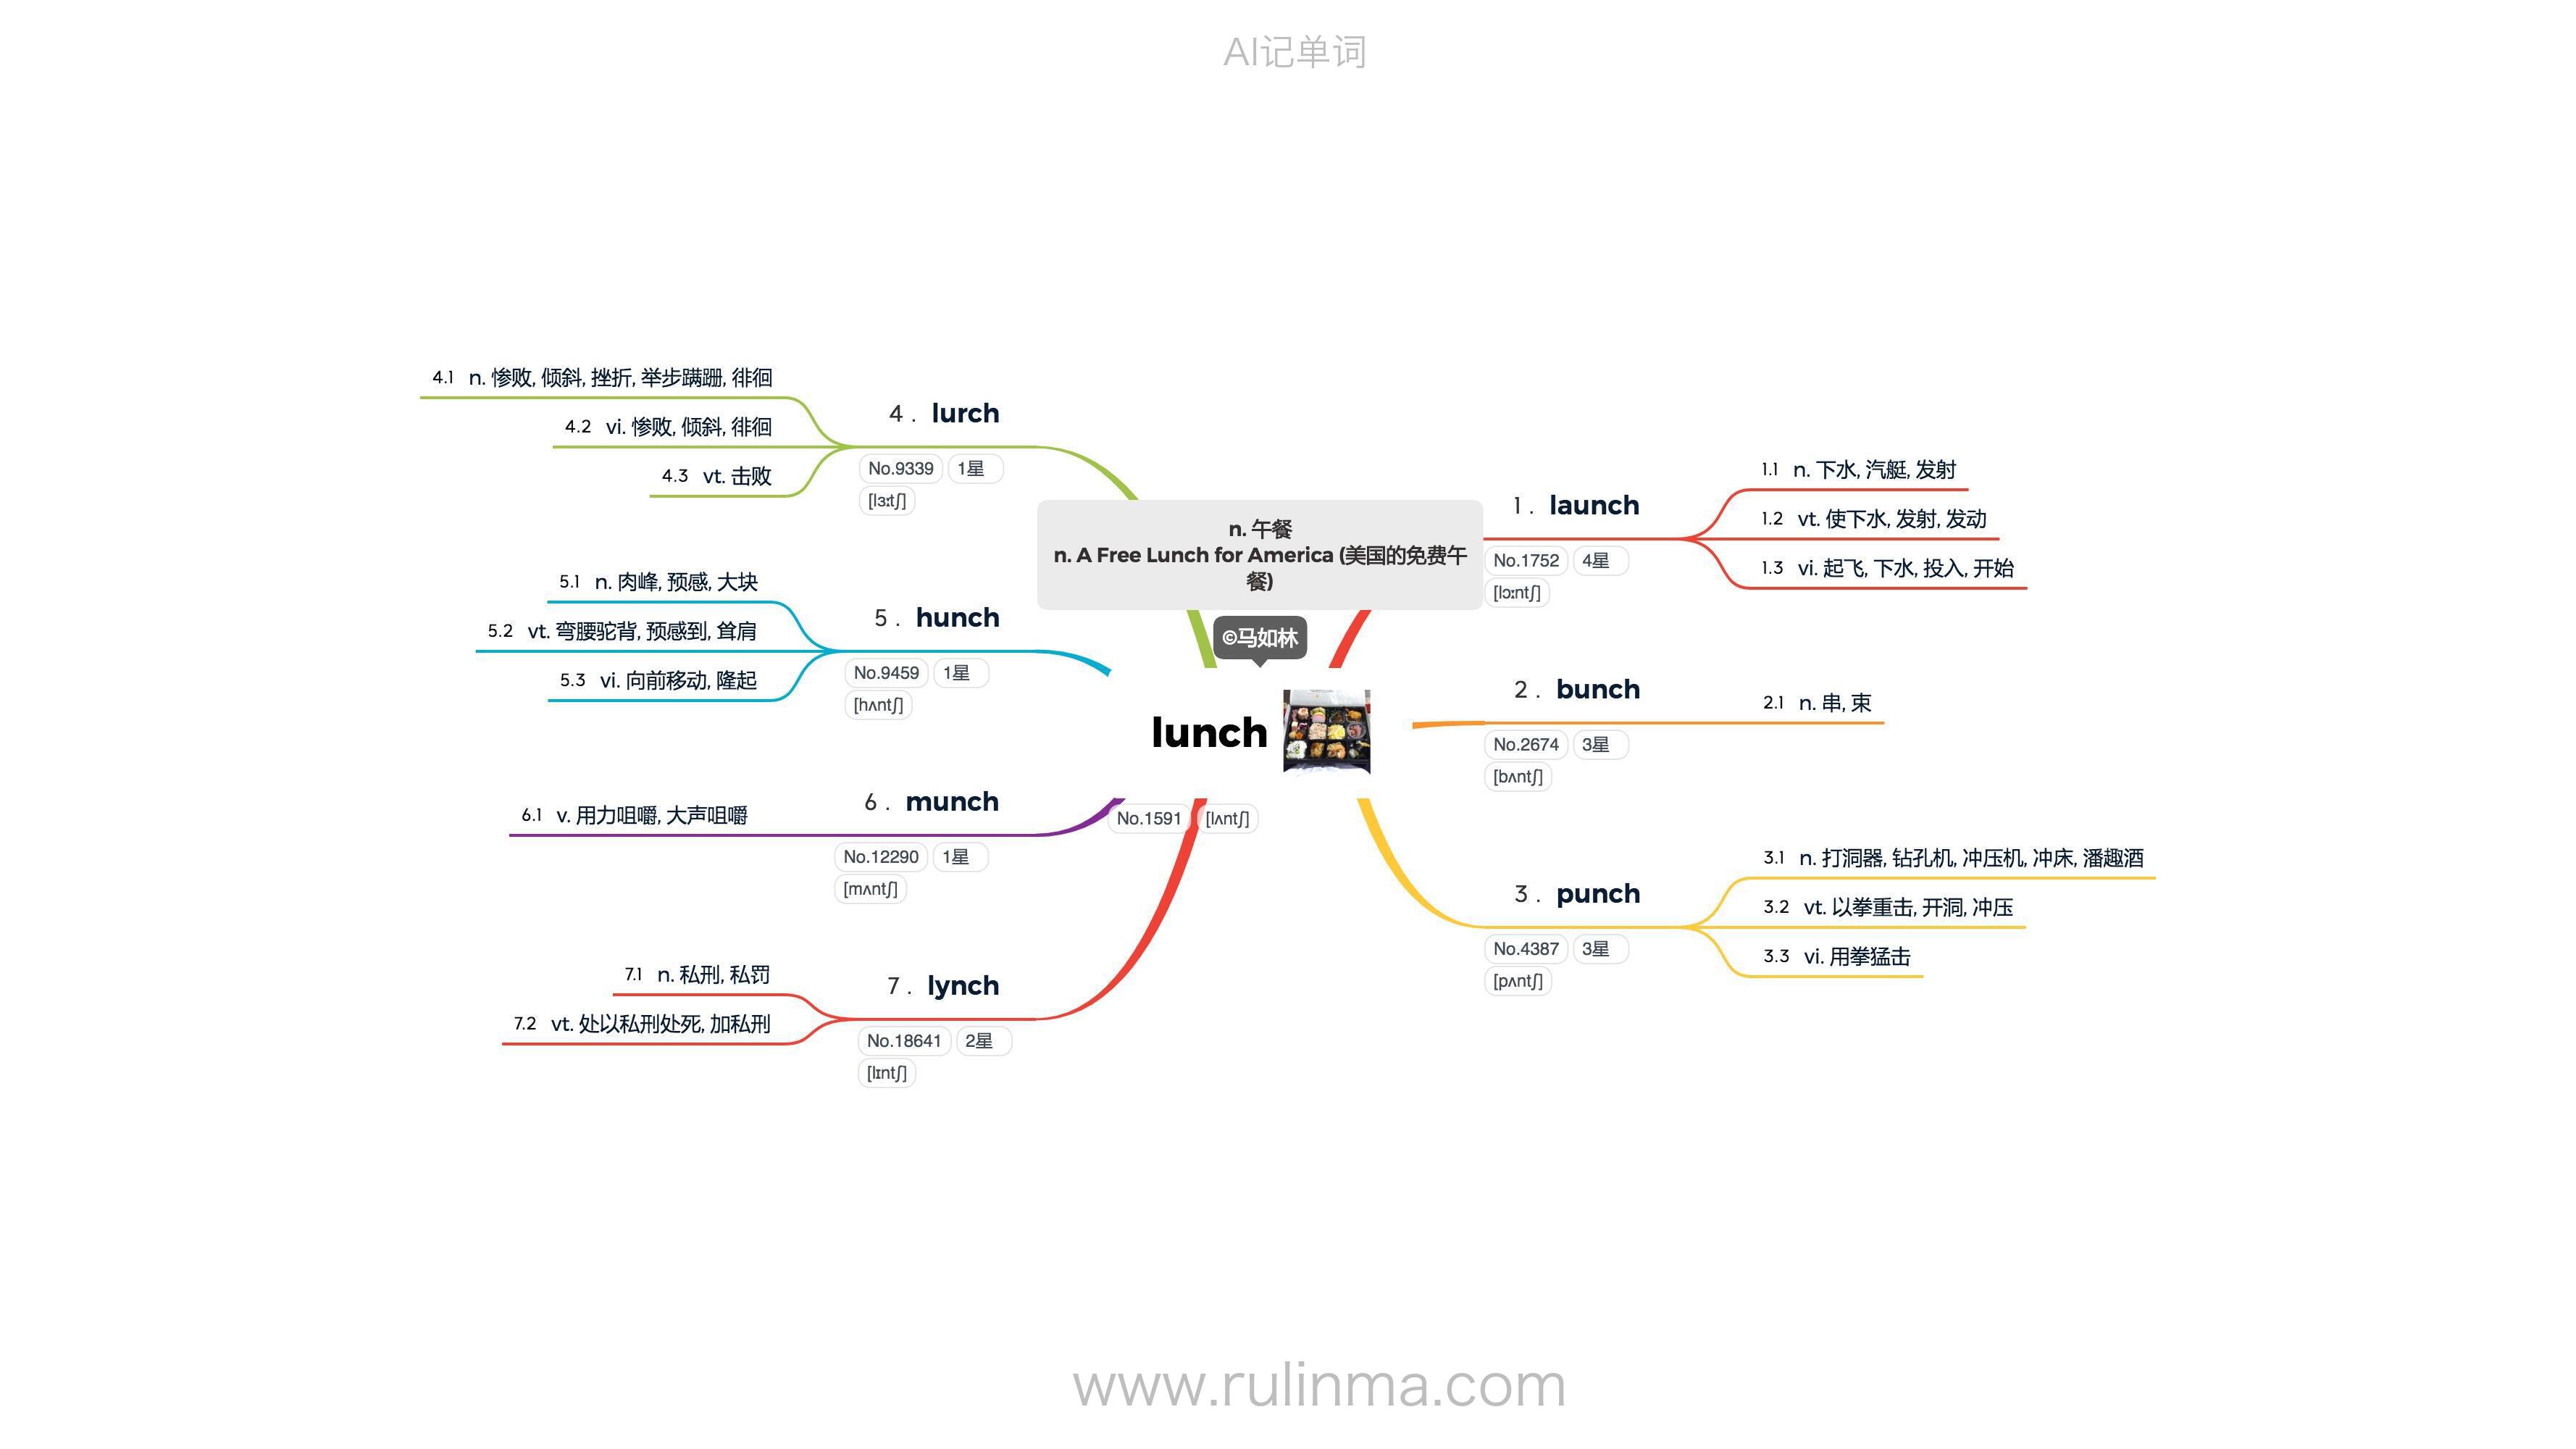 AI记单词
n. 午餐
n. A Free Lunch for America (美国的免费午
餐)
©马如林
lunch
No.1591 [lʌntʃ]
1 . launch
No.1752 4星
[lɔːntʃ]
1.1 n. 下水, 汽艇, 发射
1.2 vt. 使下水, 发射, 发动
1.3 vi. 起飞, 下水, 投入, 开始
2 . bunch
No.2674 3星
[bʌntʃ]
2.1 n. 串, 束
3 . punch
No.4387 3星
[pʌntʃ]
3.1 n. 打洞器, 钻孔机, 冲压机, 冲床, 潘趣酒
3.2 vt. 以拳重击, 开洞, 冲压
3.3 vi. 用拳猛击
4 . lurch
No.9339 1星
[lɜːtʃ]
4.1 n. 惨败, 倾斜, 挫折, 举步蹒跚, 徘徊
4.2 vi. 惨败, 倾斜, 徘徊
4.3 vt. 击败
5 . hunch
No.9459 1星
[hʌntʃ]
5.1 n. 肉峰, 预感, 大块
5.2 vt. 弯腰驼背, 预感到, 耸肩
5.3 vi. 向前移动, 隆起
6 . munch
No.12290 1星
[mʌntʃ]
6.1 v. 用力咀嚼, 大声咀嚼
7 . lynch
No.18641 2星
[lɪntʃ]
7.1 n. 私刑, 私罚
7.2 vt. 处以私刑处死, 加私刑
www.rulinma.com